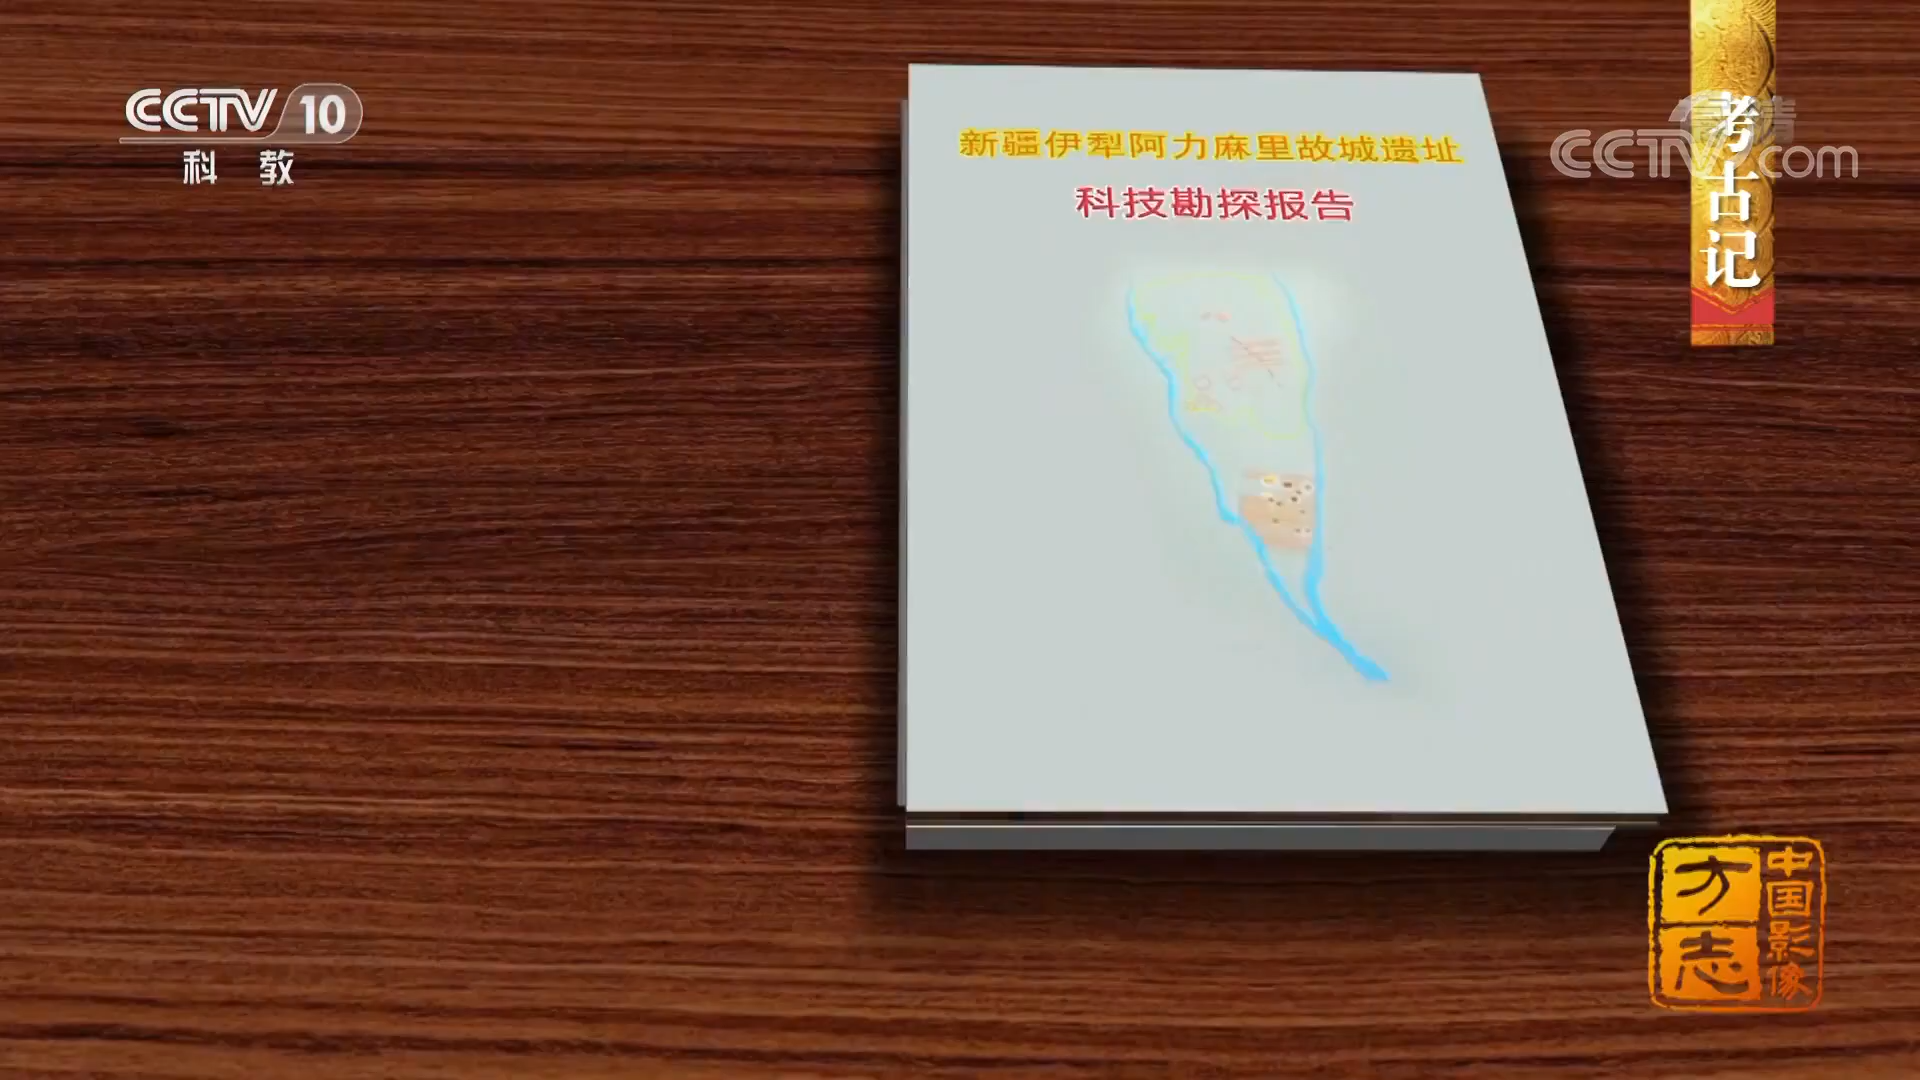 CCTV 10
科 教
新疆伊犁阿力麻里故城遗址
科技勘探报告
考古记
CCTV.com
中国影像
方志